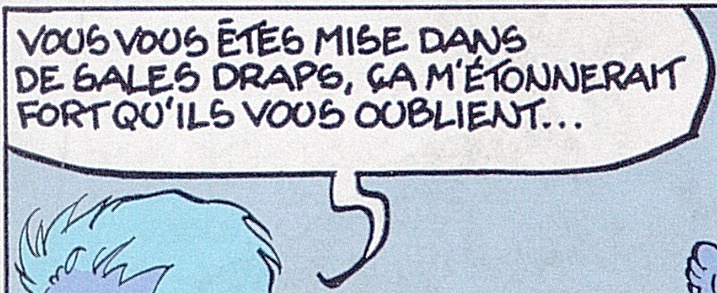 VOUS VOUS ÊTES MISE DANS
DE SALES DRAPS, ÇA M'ÉTONNERAIT
FORT QU'ILS VOUS OUBLIENT...